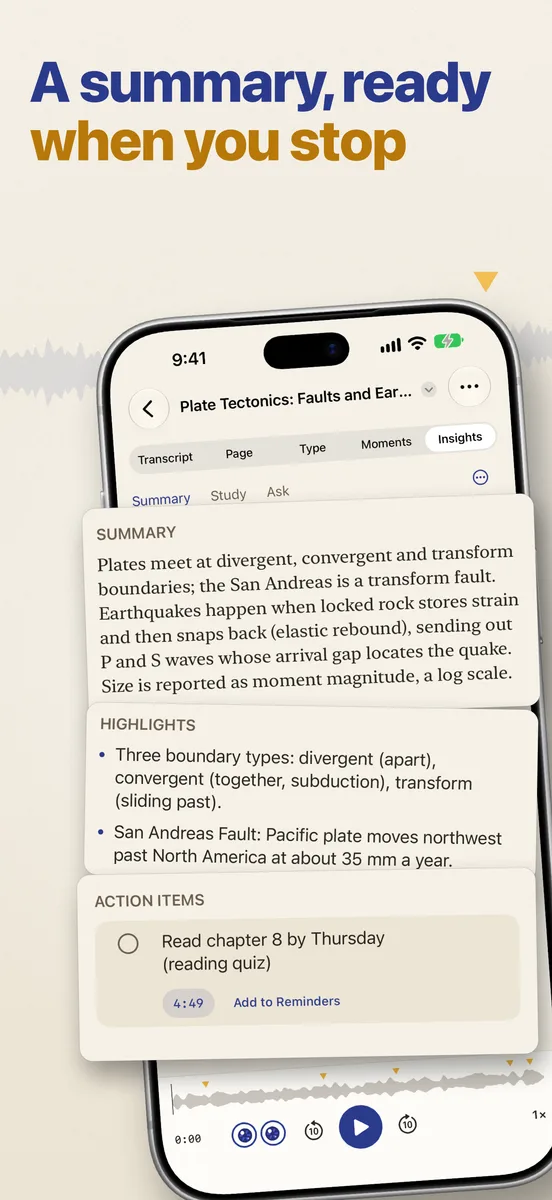 A summary, ready
when you stop
9:41
Plate Tectonics: Faults and Ear...
Transcript Page Type Moments Insights
Summary Study Ask
SUMMARY
Plates meet at divergent, convergent and transform
boundaries; the San Andreas is a transform fault.
Earthquakes happen when locked rock stores strain
and then snaps back (elastic rebound), sending out
P and S waves whose arrival gap locates the quake.
Size is reported as moment magnitude, a log scale.
HIGHLIGHTS
• Three boundary types: divergent (apart),
convergent (together, subduction), transform
(sliding past).
• San Andreas Fault: Pacific plate moves northwest
past North America at about 35 mm a year.
ACTION ITEMS
Read chapter 8 by Thursday
(reading quiz)
4:49 Add to Reminders
0:00 10 10 1×